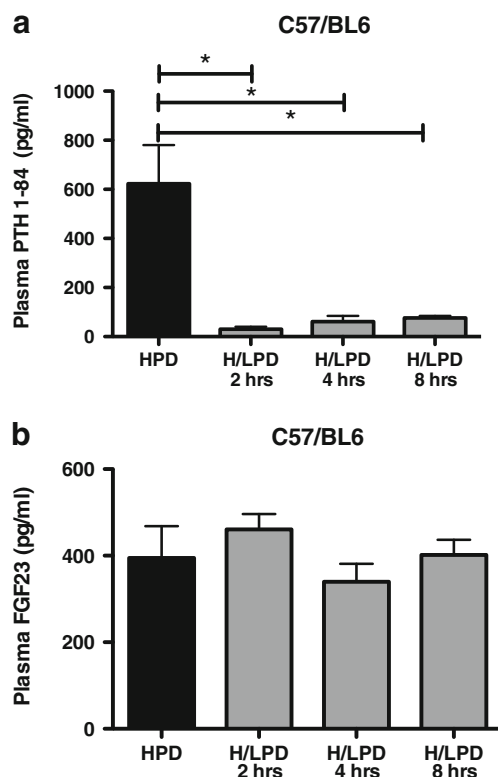 a
C57/BL6
*
*
*
Plasma PTH 1-84 (pg/ml)
1000
800
600
400
200
0
HPD
H/LPD
2 hrs
H/LPD
4 hrs
H/LPD
8 hrs
b
C57/BL6
Plasma FGF23 (pg/ml)
600
400
200
0
HPD
H/LPD
2 hrs
H/LPD
4 hrs
H/LPD
8 hrs